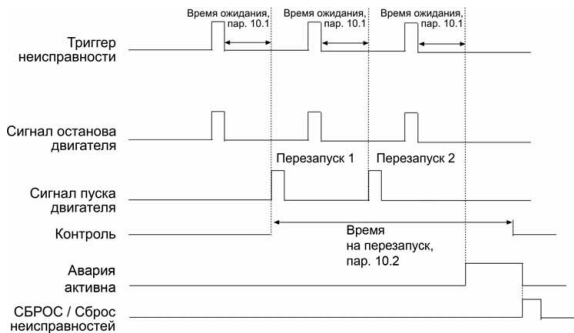 Время ожидания, Время ожидания, Время ожидания,
пар. 10.1 пар. 10.1 пар. 10.1
Триггер
неисправности
Сигнал останова
двигателя
Перезапуск 1 Перезапуск 2
Сигнал пуска
двигателя
Контроль
Время
на перезапуск,
пар. 10.2
Авария
активна
СБРОС / Сброс
неисправностей